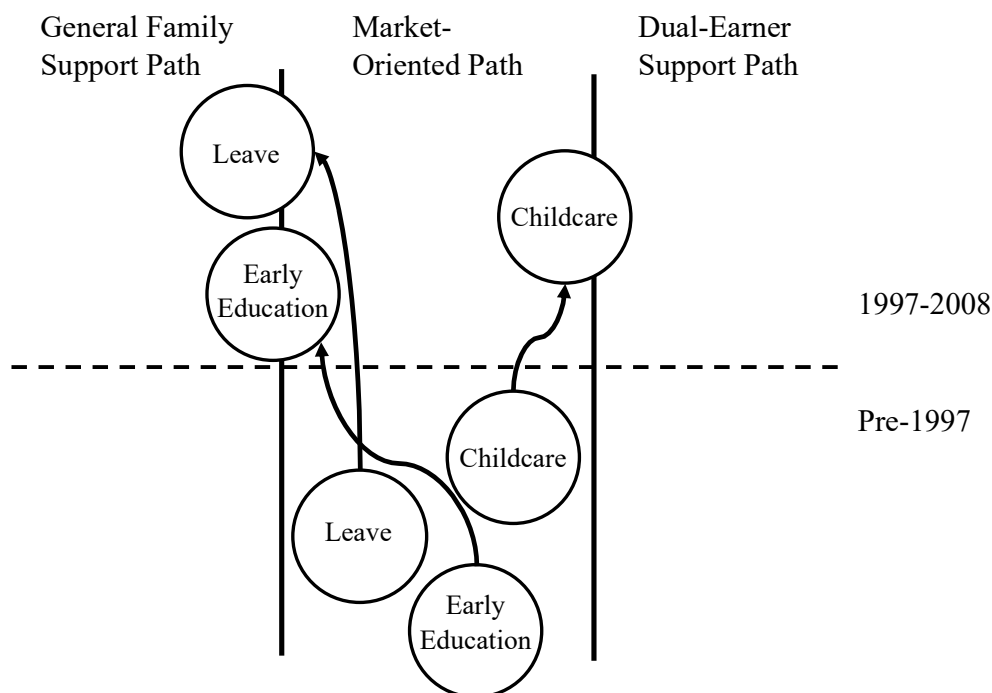 General Family
Support Path
Market-
Oriented Path
Dual-Earner
Support Path
Leave
Childcare
Early
Education
1997-2008
Pre-1997
Childcare
Leave
Early
Education